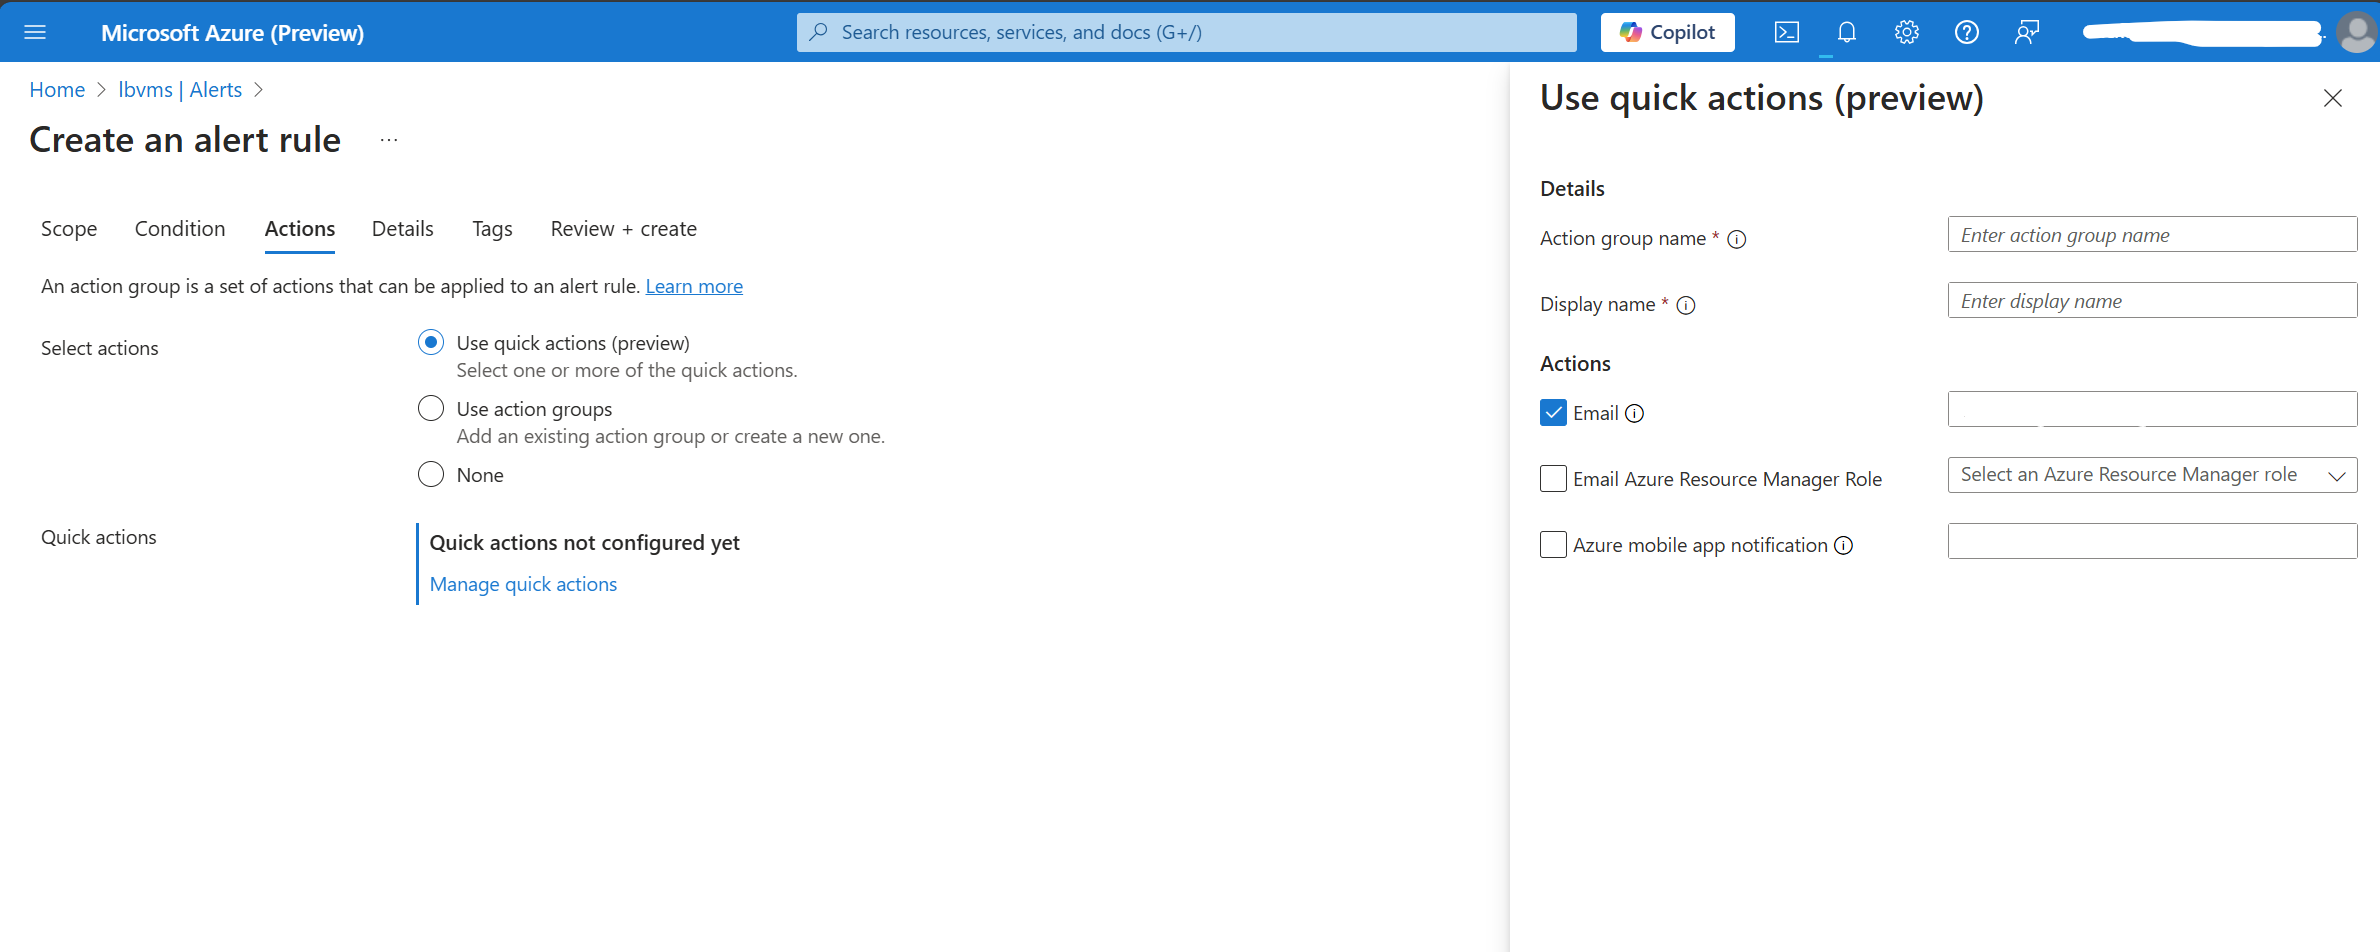 Microsoft Azure (Preview)
Search resources, services, and docs (G+/)
Copilot
Home > lbvms | Alerts >
Create an alert rule ...
Scope Condition Actions Details Tags Review + create
An action group is a set of actions that can be applied to an alert rule. Learn more
Select actions
Use quick actions (preview)
Select one or more of the quick actions.
Use action groups
Add an existing action group or create a new one.
None
Quick actions
Quick actions not configured yet
Manage quick actions
Use quick actions (preview)
Details
Action group name *
Enter action group name
Display name *
Enter display name
Actions
Email
Email Azure Resource Manager Role
Select an Azure Resource Manager role
Azure mobile app notification